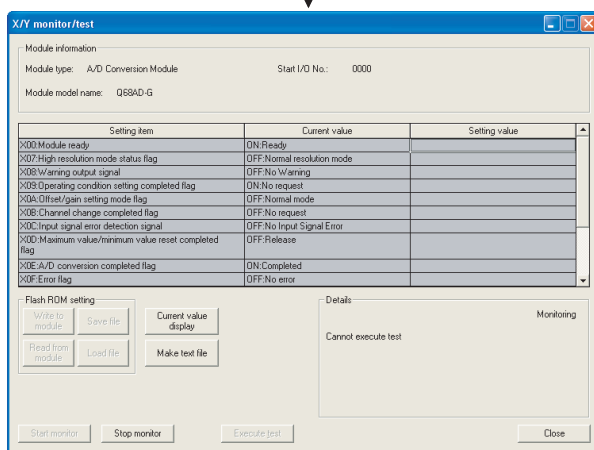 X/Y monitor/test
Module information
Module type: A/D Conversion Module Start I/O No.: 0000
Module model name: Q68AD-G
Setting item Current value Setting value
X00:Module ready ON:Ready
X07:High resolution mode status flag OFF:Normal resolution mode
X08:Warning output signal OFF:No Warning
X09:Operating condition setting completed flag ON:No request
X0A:Offset/gain setting mode flag OFF:Normal mode
X0B:Channel change completed flag OFF:No request
X0C:Input signal error detection signal OFF:No Input Signal Error
X0D:Maximum value/minimum value reset completed OFF:Release
flag
X0E:A/D conversion completed flag ON:Completed
X0F:Error flag OFF:No error
Flash ROM setting
Write to
module
Save file
Current value
display
Read from
module
Load file
Make text file
Details
Monitoring
Cannot execute test
Start monitor Stop monitor Execute test Close